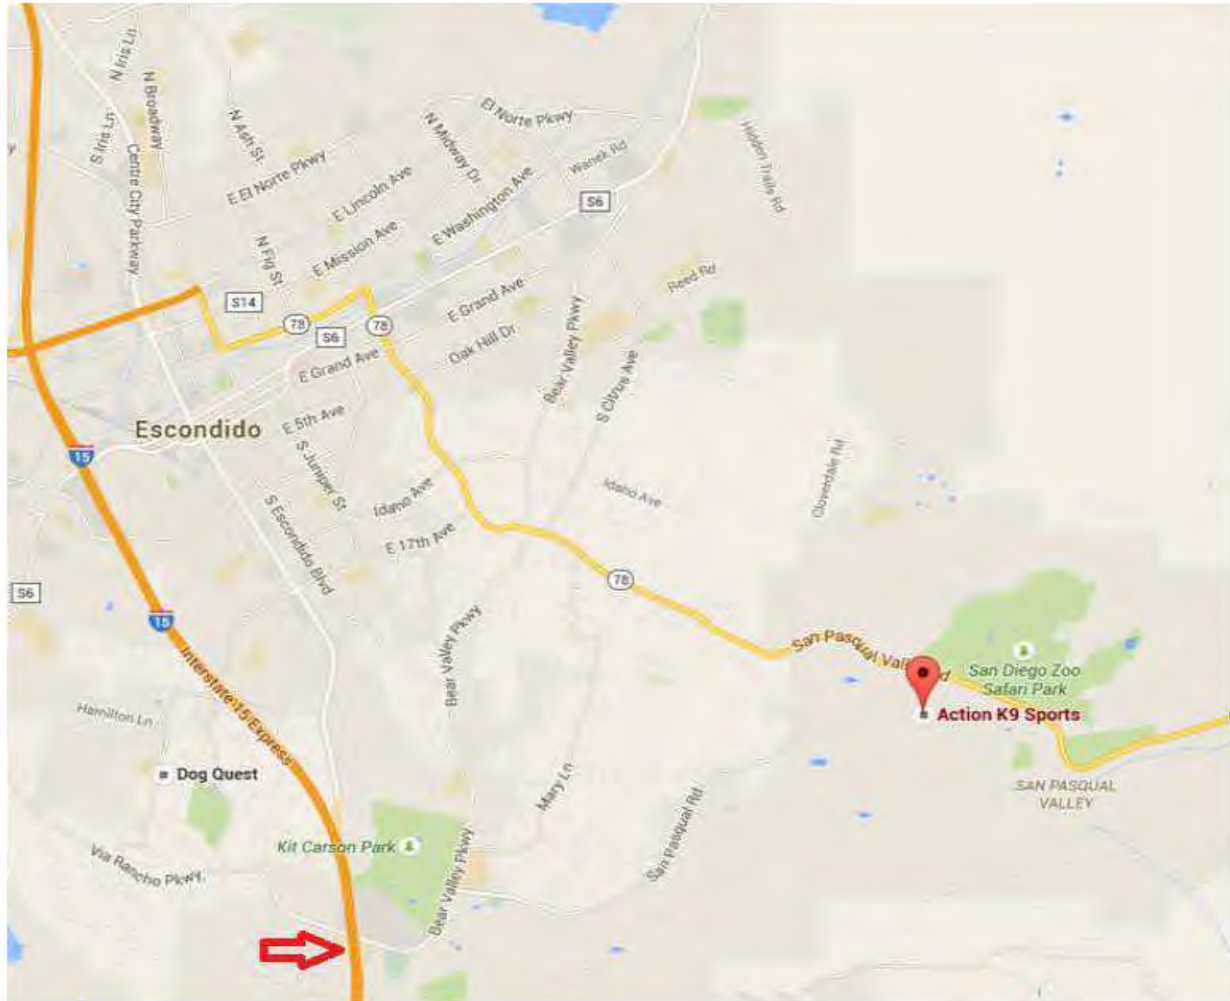 N Iris Ln
S Iris Ln
N Broadway
Centre City Parkway
N Ash St
E El Norte Pkwy
El Norte Pkwy
N Midway Dr
E Lincoln Ave
Wanek Rd
Hidden Trails Rd
E Washington Ave
S6
N Fig St
E Mission Ave
Reed Rd
S14
78
S6
78
E Grand Ave
Oak Hill Dr
Bear Valley Pkwy
S Citrus Ave
E Grand Ave
Escondido
E 5th Ave
15
S Juniper St
Idaho Ave
Idaho Ave
Cloverdale Rd
S Escondido Blvd
E 17th Ave
78
S6
15
Interstate 15 Express
Bear Valley Pkwy
San Pasqual Valley Rd
San Diego Zoo
Safari Park
Action K9 Sports
Hamilton Ln
Dog Quest
Mary Ln
San Pasqual Rd
SAN PASQUAL
VALLEY
Kit Carson Park
Via Rancho Pkwy
Bear Valley Pkwy